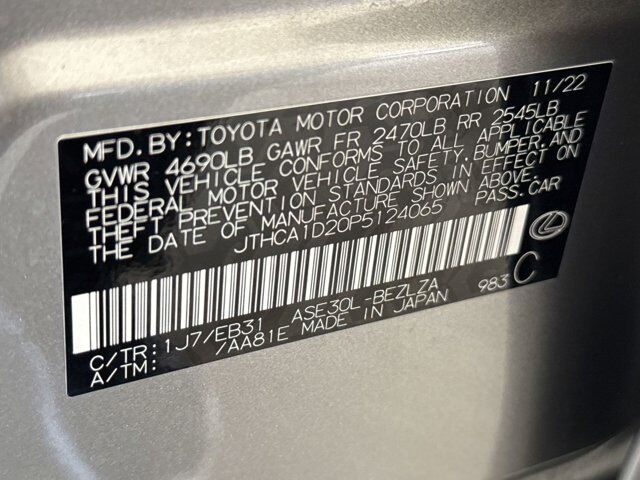 MFD. BY: TOYOTA MOTOR CORPORATION 11/22
GVWR 4690LB GAWR FR 2470LB RR 2545LB
THIS VEHICLE CONFORMS TO ALL APPLICABLE
FEDERAL MOTOR VEHICLE SAFETY, BUMPER, AND
THEFT PREVENTION STANDARDS IN EFFECT ON
THE DATE OF MANUFACTURE SHOWN ABOVE.
JTHCA1D20P5124065 PASS. CAR
C
983
C/TR: 1J7/EB31 ASE30L-BEZLZA
A/TM: /AA81E MADE IN JAPAN